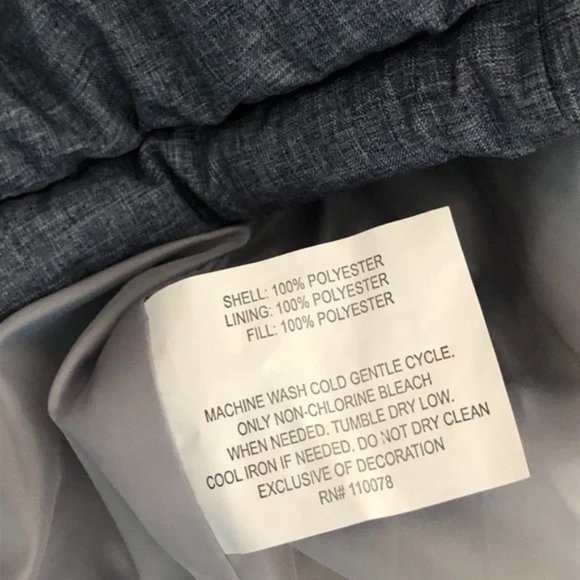 SHELL: 100% POLYESTER
LINING: 100% POLYESTER
FILL: 100% POLYESTER
MACHINE WASH COLD GENTLE CYCLE.
ONLY NON-CHLORINE BLEACH
WHEN NEEDED. TUMBLE DRY LOW.
COOL IRON IF NEEDED. DO NOT DRY CLEAN
EXCLUSIVE OF DECORATION
RN# 110078